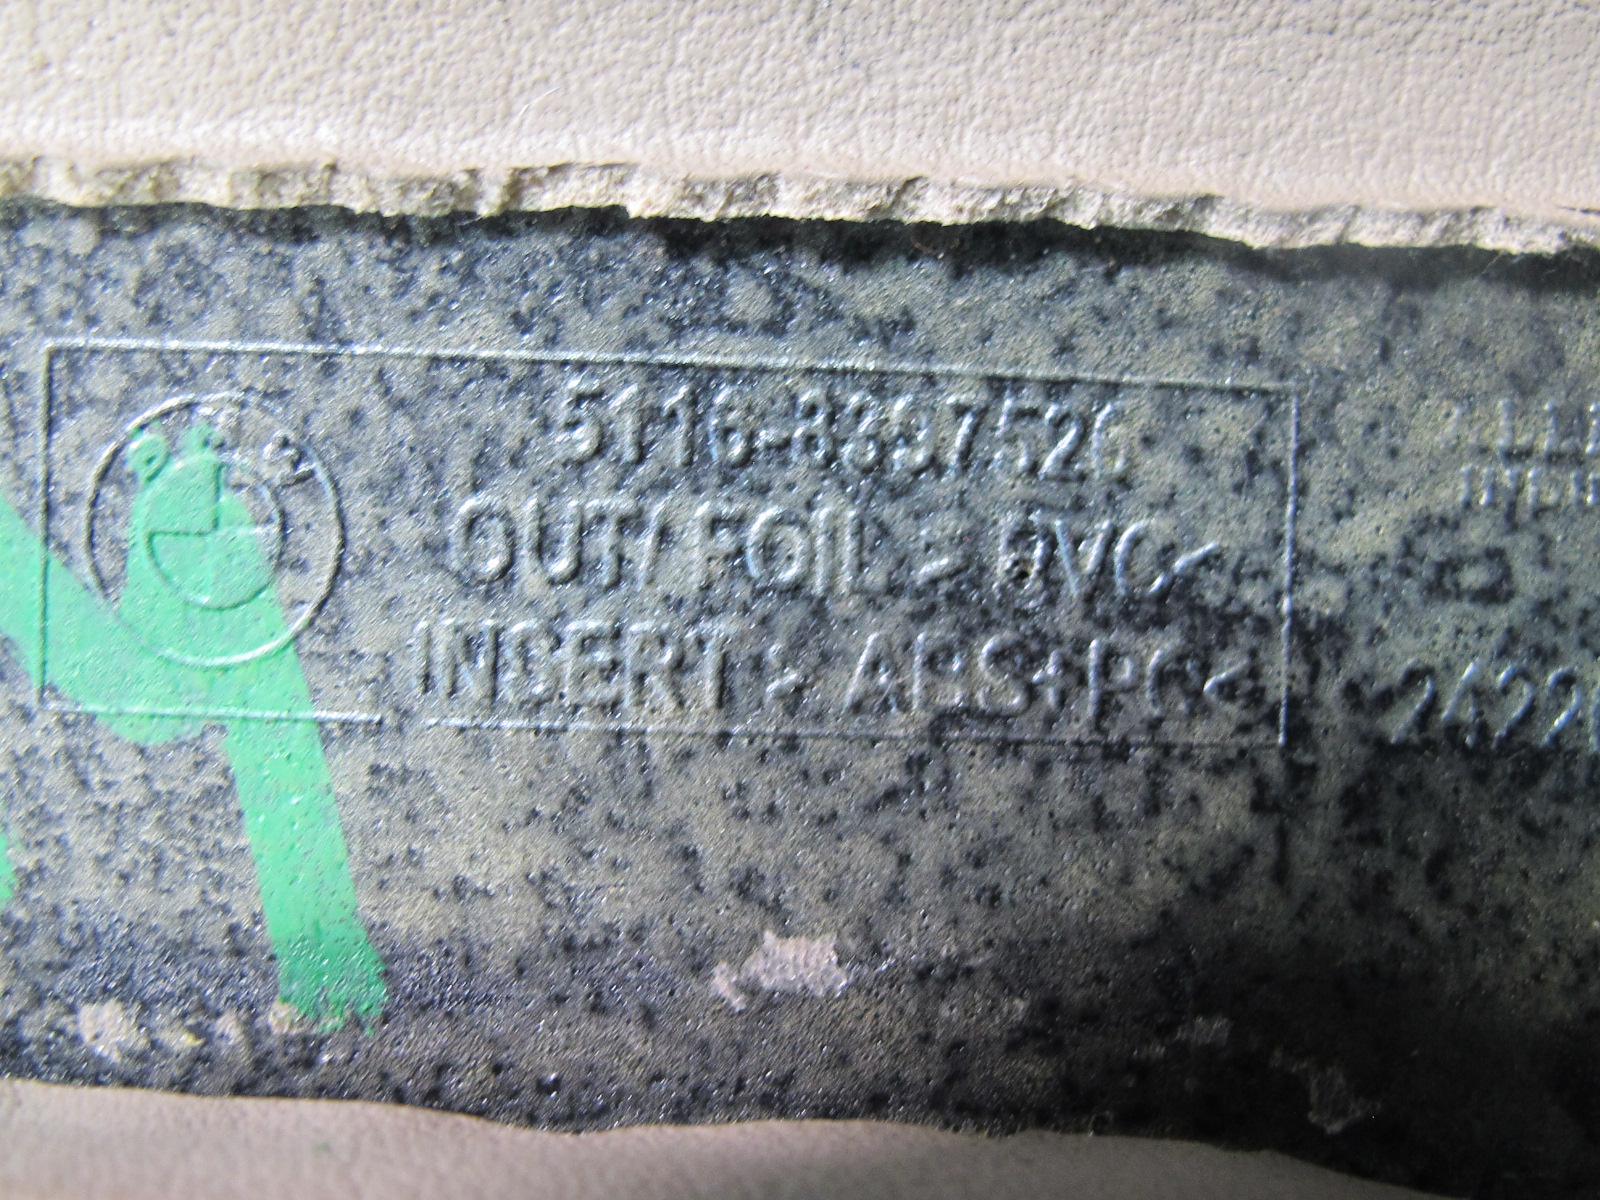 BMW
5116-8397526
OUT/FOIL > PVC<
INSERT > ABS+PC<